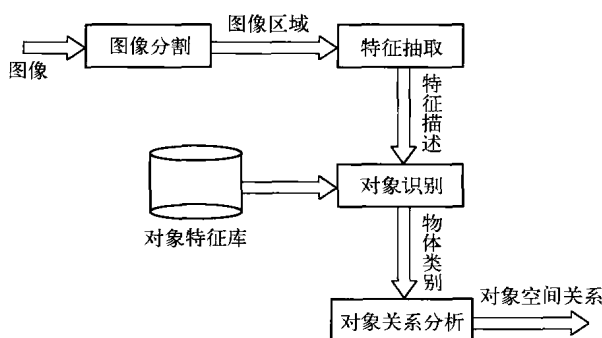 图像
图像分割
图像区域
特征抽取
特征描述
对象特征库
对象识别
物体类别
对象关系分析
对象空间关系